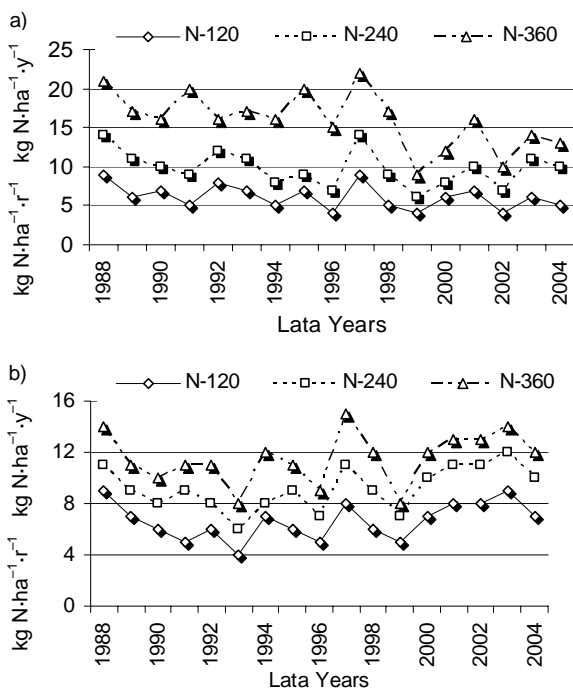 a)
N-120 N-240 N-360
kg N·ha⁻¹·r⁻¹ kg N·ha⁻¹·y⁻¹
25
20
15
10
5
0
1988 1990 1992 1994 1996 1998 2000 2002 2004
Lata Years
b)
N-120 N-240 N-360
kg N·ha⁻¹·r⁻¹ kg N·ha⁻¹·y⁻¹
16
12
8
4
0
1988 1990 1992 1994 1996 1998 2000 2002 2004
Lata Years